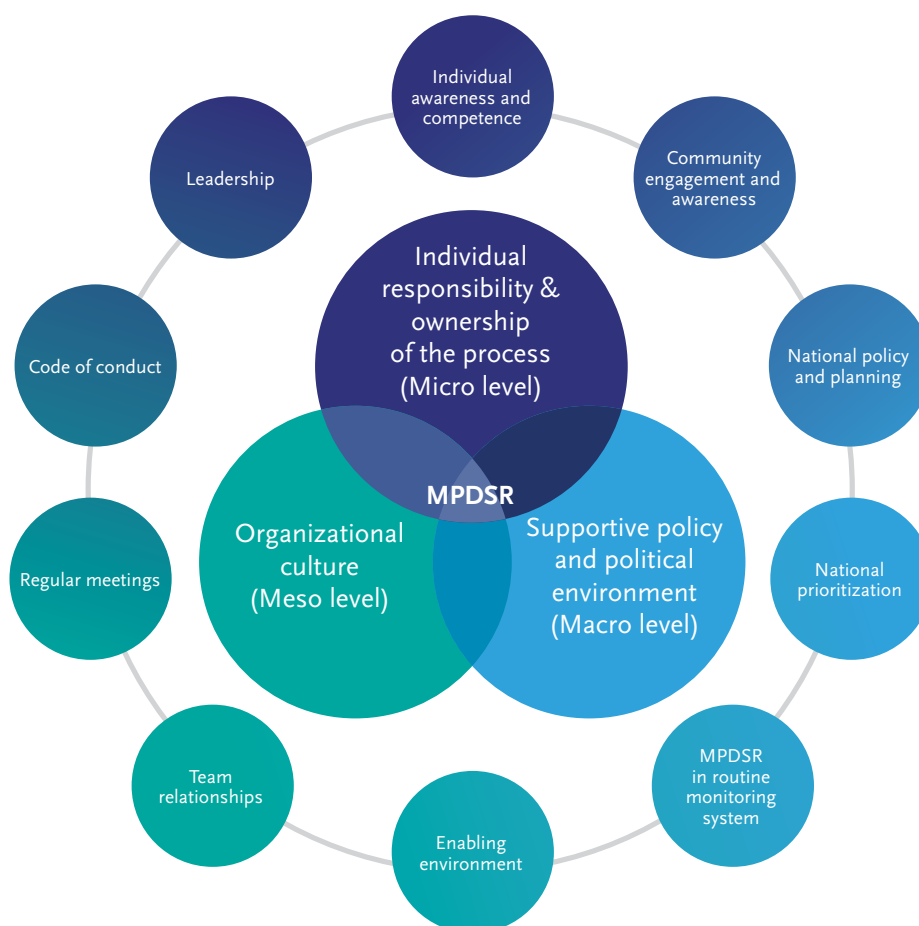 Individual
awareness and
competence
Community
engagement and
awareness
National policy
and planning
National
prioritization
MPDSR
in routine
monitoring
system
Enabling
environment
Team
relationships
Regular meetings
Code of conduct
Leadership
Individual
responsibility &
ownership
of the process
(Micro level)
MPDSR
Organizational
culture
(Meso level)
Supportive policy
and political
environment
(Macro level)